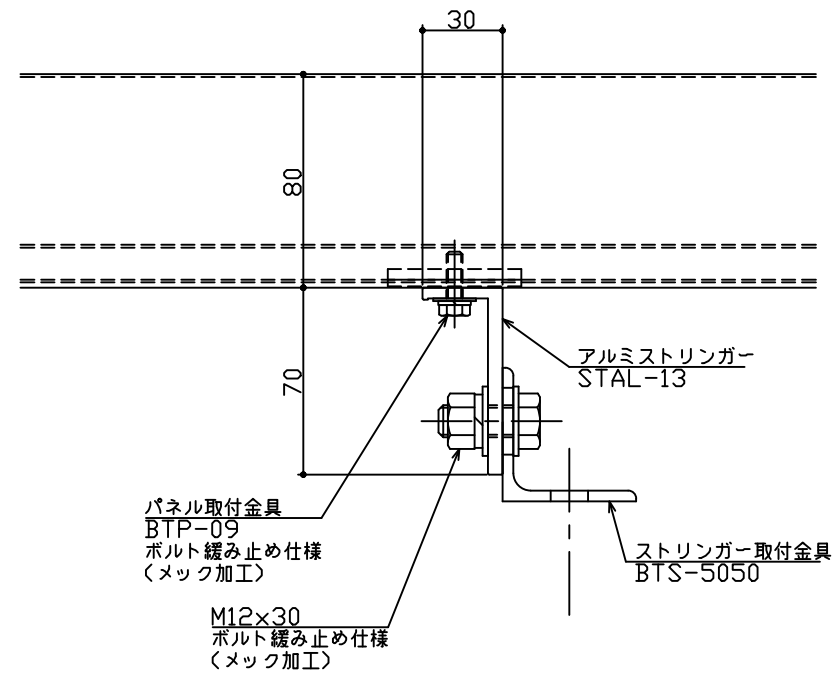 30
80
70
アルミストリンガー
STAL-13
パネル取付金具
BTP-09
ボルト緩み止め仕様
(メック加工)
ストリンガー取付金具
BTS-5050
M12×30
ボルト緩み止め仕様
(メック加工)